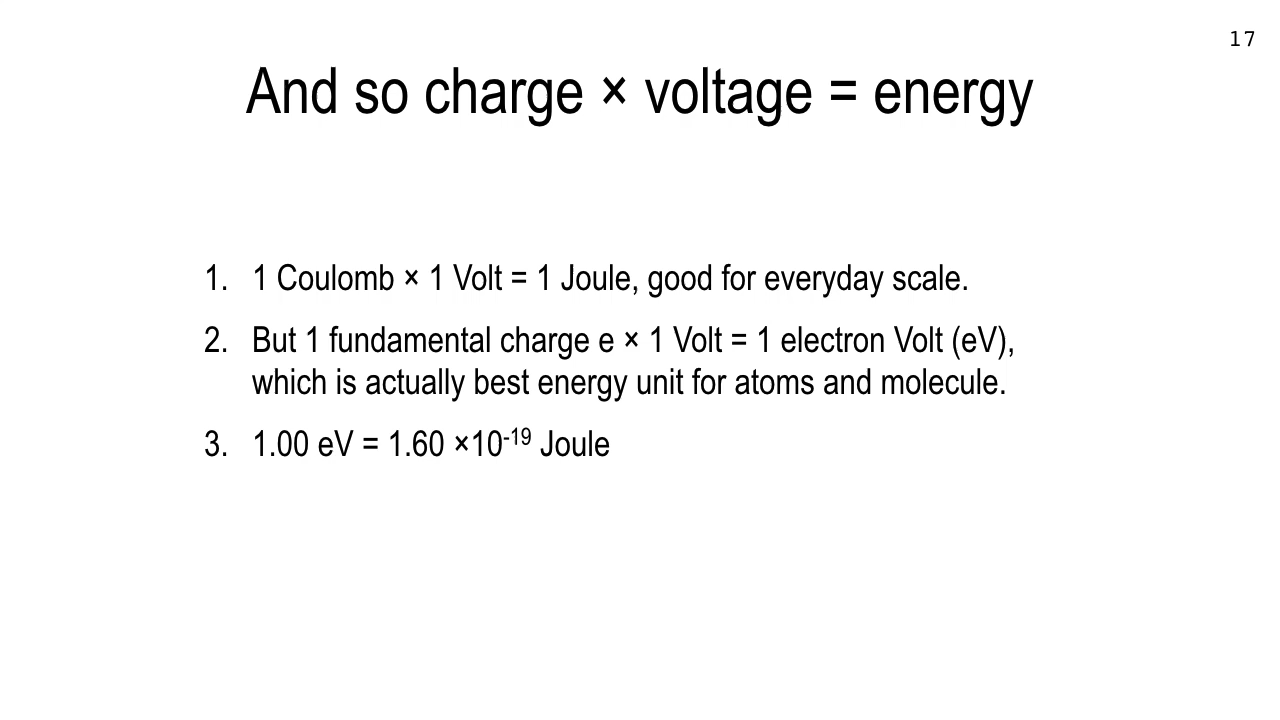 17
And so charge × voltage = energy
1. 1 Coulomb × 1 Volt = 1 Joule, good for everyday scale.
2. But 1 fundamental charge e × 1 Volt = 1 electron Volt (eV),
which is actually best energy unit for atoms and molecule.
3. 1.00 eV = 1.60 ×10⁻¹⁹ Joule